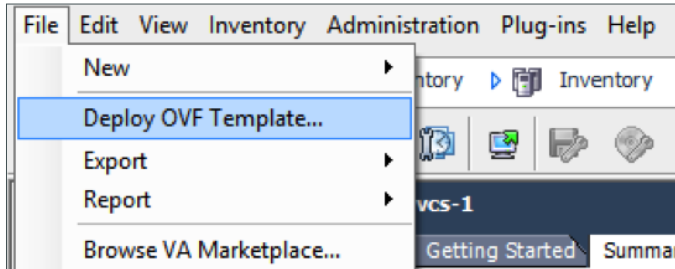 File Edit View Inventory Administration Plug-ins Help
New
ntory Inventory
Deploy OVF Template...
Export
Report
vcs-1
Browse VA Marketplace...
Getting Started Summar